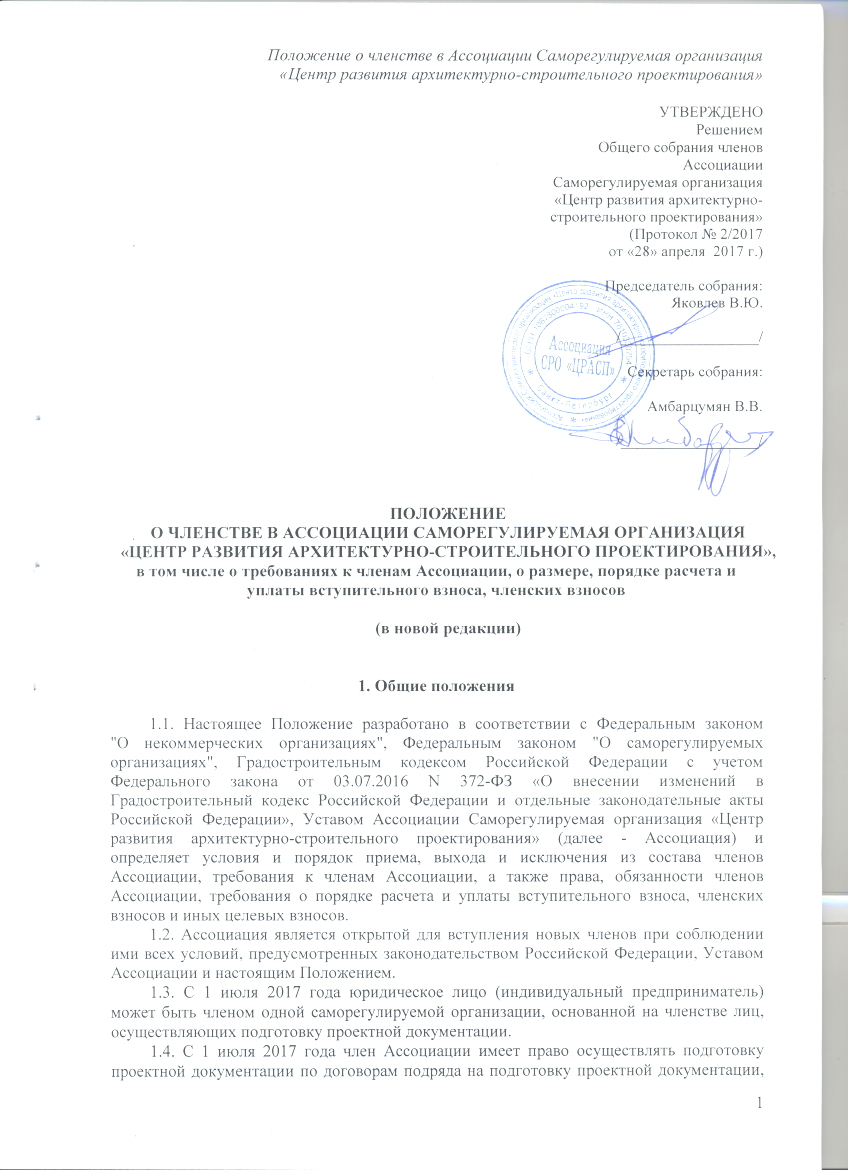 Положение о членстве в Ассоциации Саморегулируемая организация
«Центр развития архитектурно-строительного проектирования»
УТВЕРЖДЕНО
Решением
Общего собрания членов
Ассоциации
Саморегулируемая организация
«Центр развития архитектурно-
строительного проектирования»
(Протокол № 2/2017
от «28» апреля 2017 г.)
Председатель собрания:
Яковлев В.Ю.
/
Ассоциация
СРО «ЦРАСП»
Санкт-Петербург
Секретарь собрания:
Амбарцумян В.В.
ПОЛОЖЕНИЕ
О ЧЛЕНСТВЕ В АССОЦИАЦИИ САМОРЕГУЛИРУЕМАЯ ОРГАНИЗАЦИЯ
«ЦЕНТР РАЗВИТИЯ АРХИТЕКТУРНО-СТРОИТЕЛЬНОГО ПРОЕКТИРОВАНИЯ»,
в том числе о требованиях к членам Ассоциации, о размере, порядке расчета и
уплаты вступительного взноса, членских взносов
(в новой редакции)
1. Общие положения
1.1. Настоящее Положение разработано в соответствии с Федеральным законом
"О некоммерческих организациях", Федеральным законом "О саморегулируемых
организациях", Градостроительным кодексом Российской Федерации с учетом
Федерального закона от 03.07.2016 N 372-ФЗ «О внесении изменений в
Градостроительный кодекс Российской Федерации и отдельные законодательные акты
Российской Федерации», Уставом Ассоциации Саморегулируемая организация «Центр
развития архитектурно-строительного проектирования» (далее - Ассоциация) и
определяет условия и порядок приема, выхода и исключения из состава членов
Ассоциации, требования к членам Ассоциации, а также права, обязанности членов
Ассоциации, требования о порядке расчета и уплаты вступительного взноса, членских
взносов и иных целевых взносов.
1.2. Ассоциация является открытой для вступления новых членов при соблюдении
ими всех условий, предусмотренных законодательством Российской Федерации, Уставом
Ассоциации и настоящим Положением.
1.3. С 1 июля 2017 года юридическое лицо (индивидуальный предприниматель)
может быть членом одной саморегулируемой организации, основанной на членстве лиц,
осуществляющих подготовку проектной документации.
1.4. С 1 июля 2017 года член Ассоциации имеет право осуществлять подготовку
проектной документации по договорам подряда на подготовку проектной документации,
1